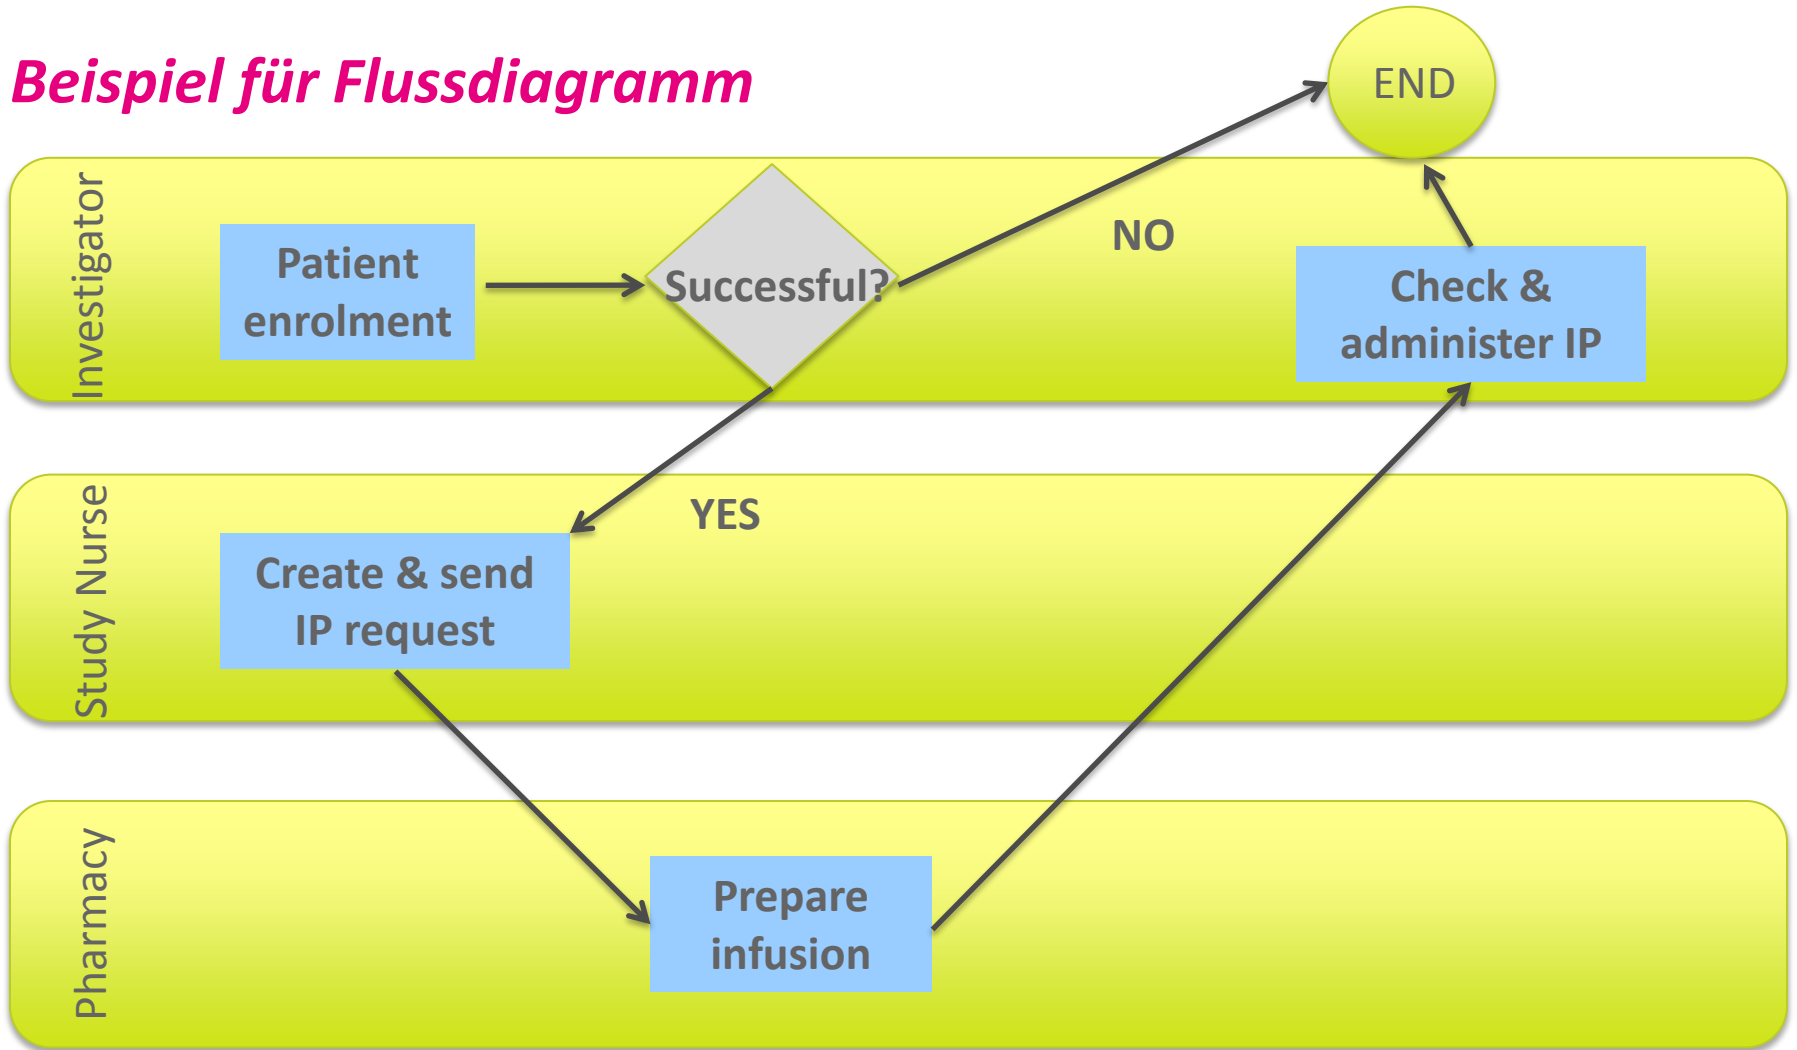 Beispiel für Flussdiagramm
END
Investigator
Patient
enrolment
Successful?
NO
Check &
administer IP
Study Nurse
YES
Create & send
IP request
Pharmacy
Prepare
infusion